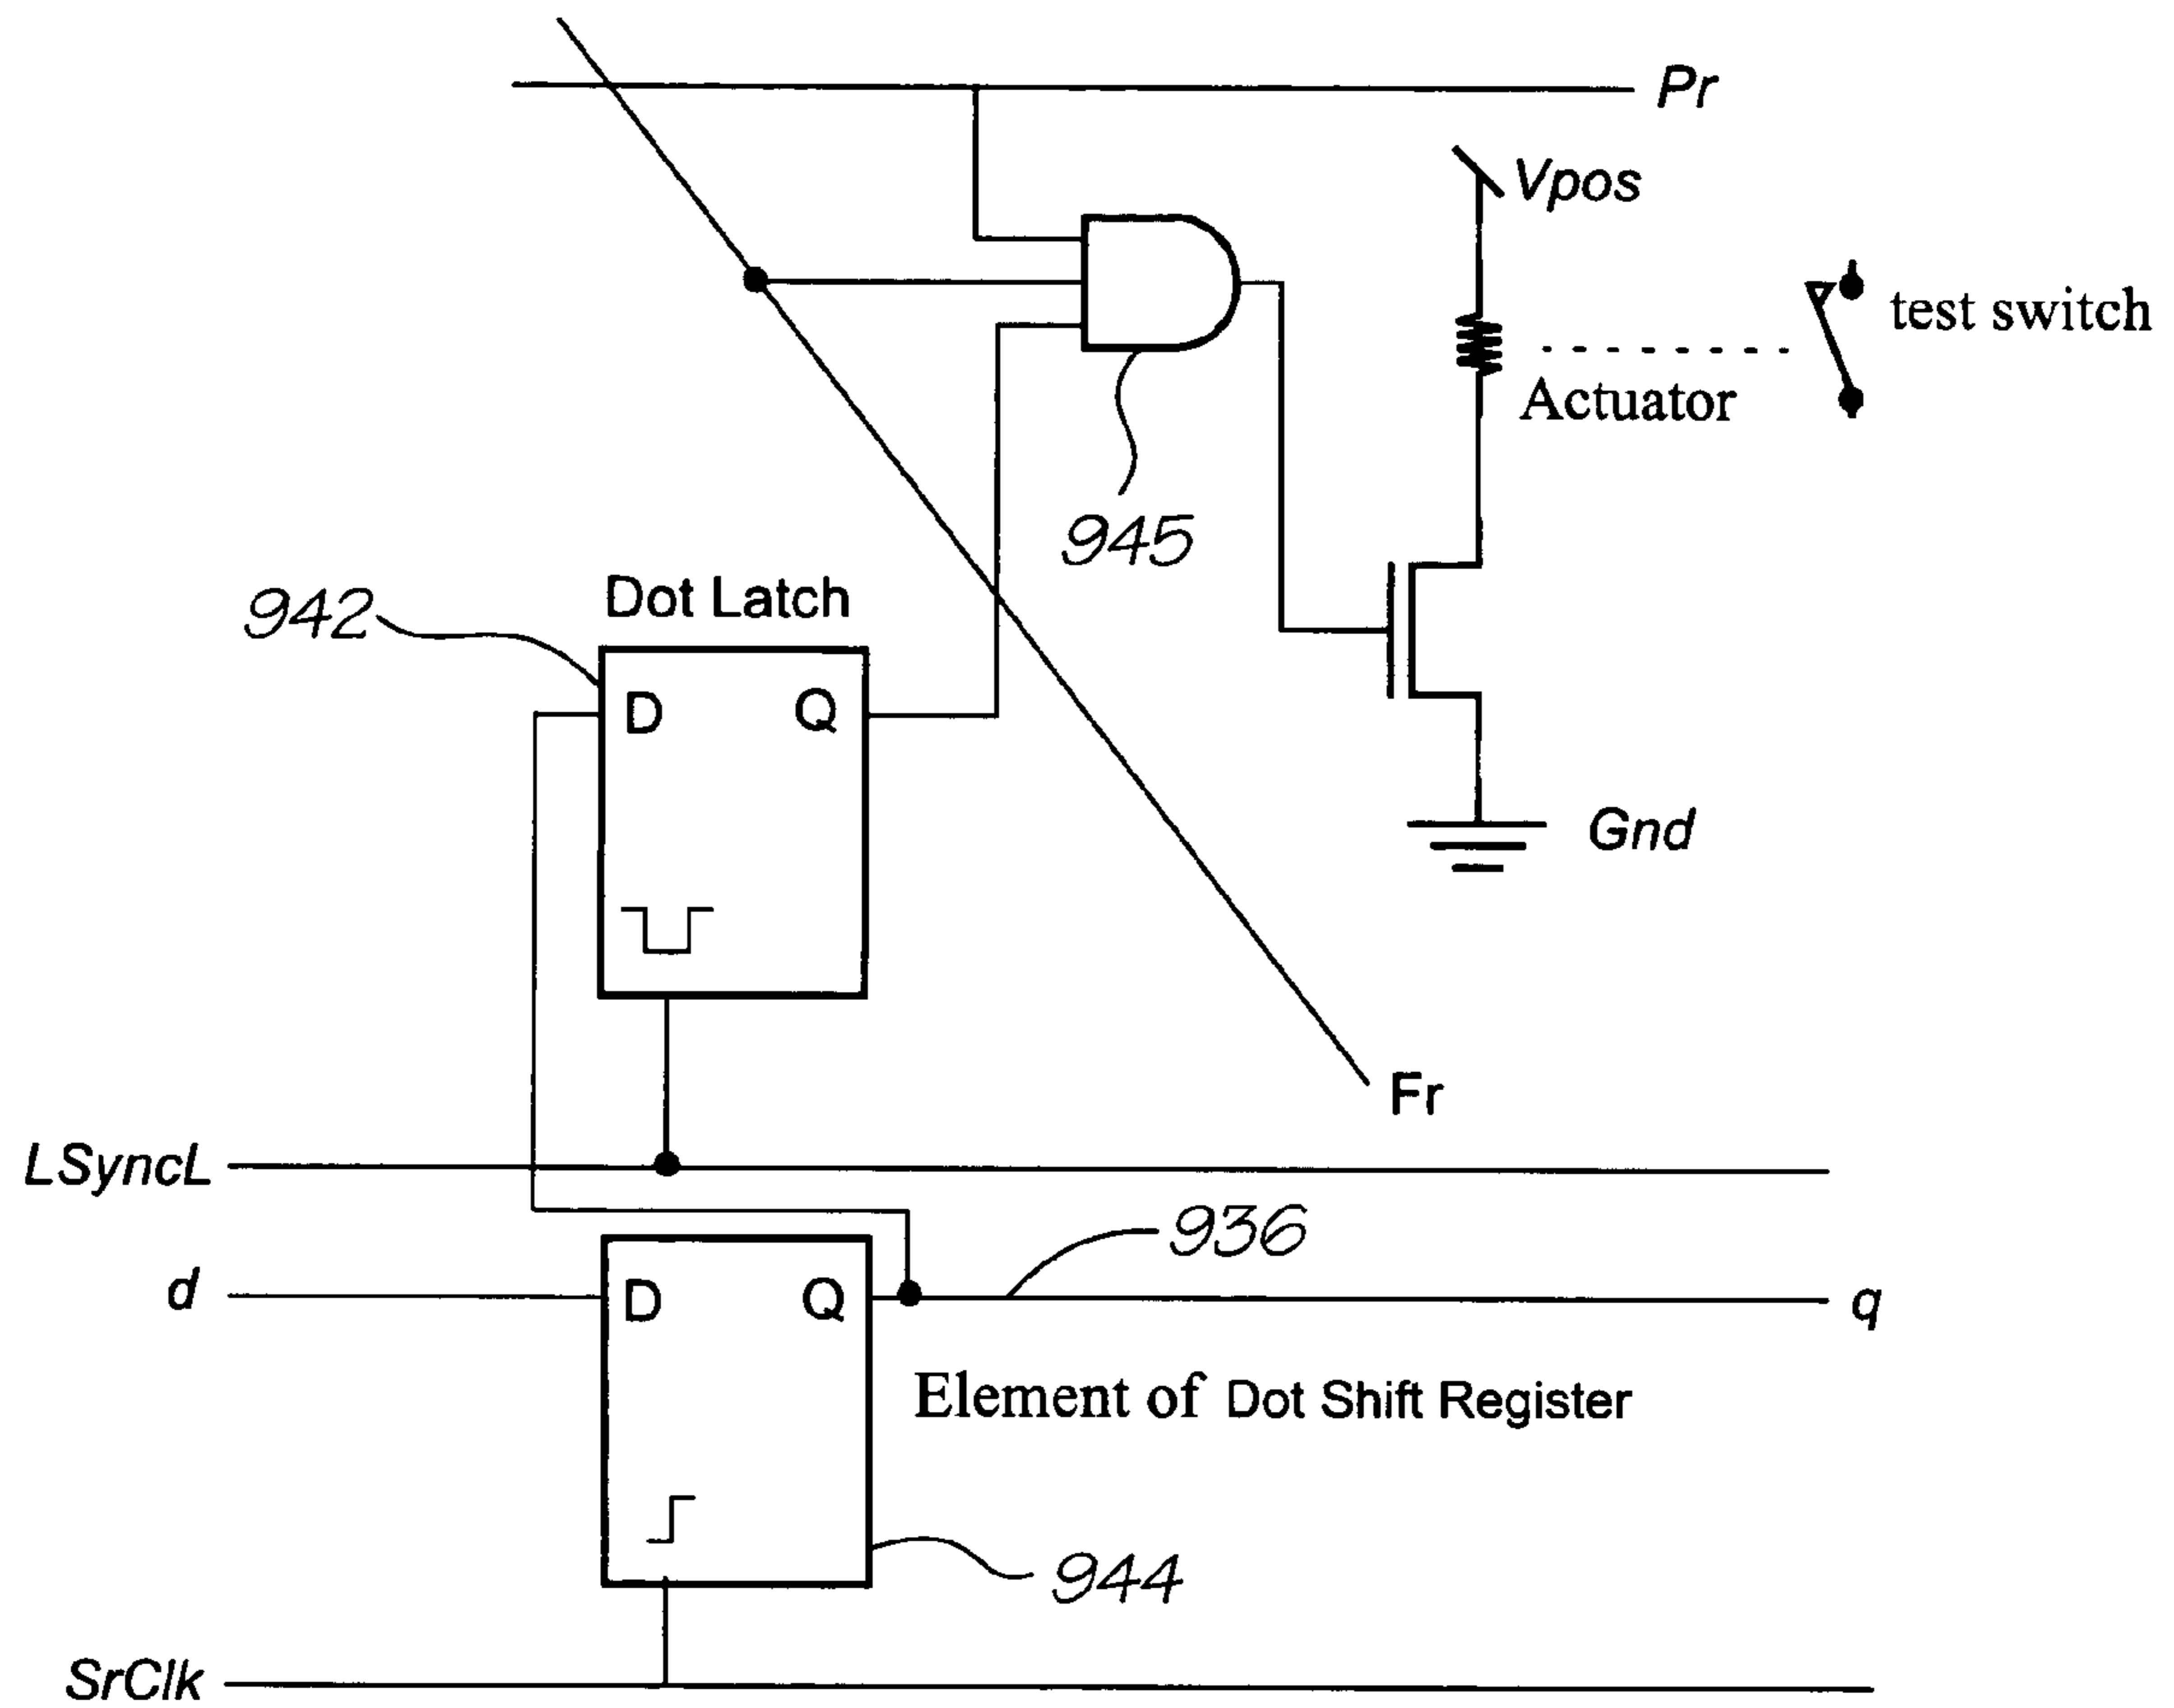 Pr
Vpos
test switch
Actuator
945
942
Dot Latch
D Q
Gnd
Fr
LSyncL
936
d
D Q
q
Element of Dot Shift Register
944
SrClk